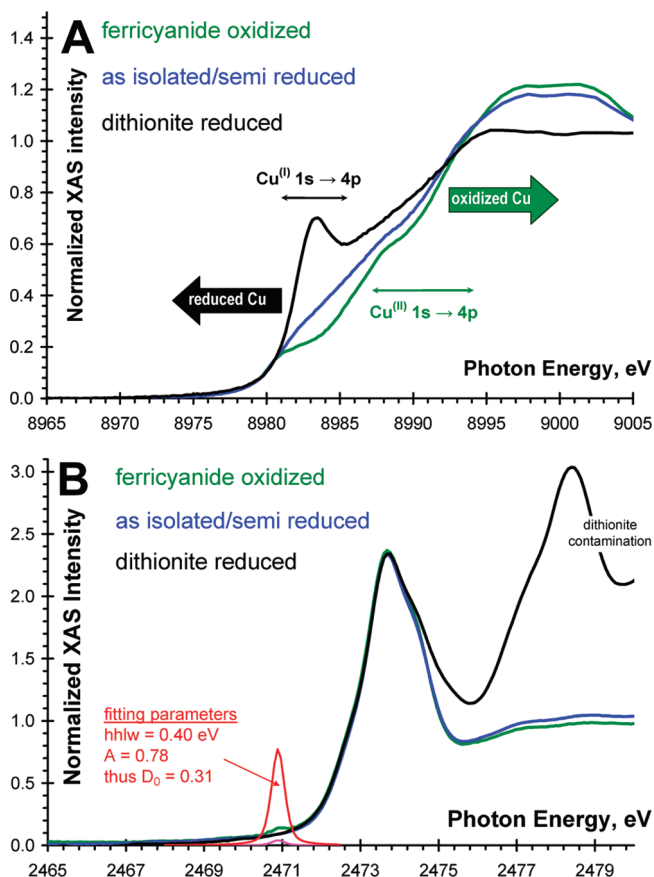 A
ferricyanide oxidized
as isolated/semi reduced
dithionite reduced
Normalized XAS intensity
1.4
1.2
1.0
0.8
0.6
0.4
0.2
0.0
Cu(I) 1s → 4p
oxidized Cu
reduced Cu
Cu(II) 1s → 4p
Photon Energy, eV
8965 8970 8975 8980 8985 8990 8995 9000 9005
B
ferricyanide oxidized
as isolated/semi reduced
dithionite reduced
Normalized XAS Intensity
3.0
2.5
2.0
1.5
1.0
0.5
0.0
dithionite
contamination
fitting parameters
hhlw = 0.40 eV
A = 0.78
thus D0 = 0.31
Photon Energy, eV
2465 2467 2469 2471 2473 2475 2477 2479